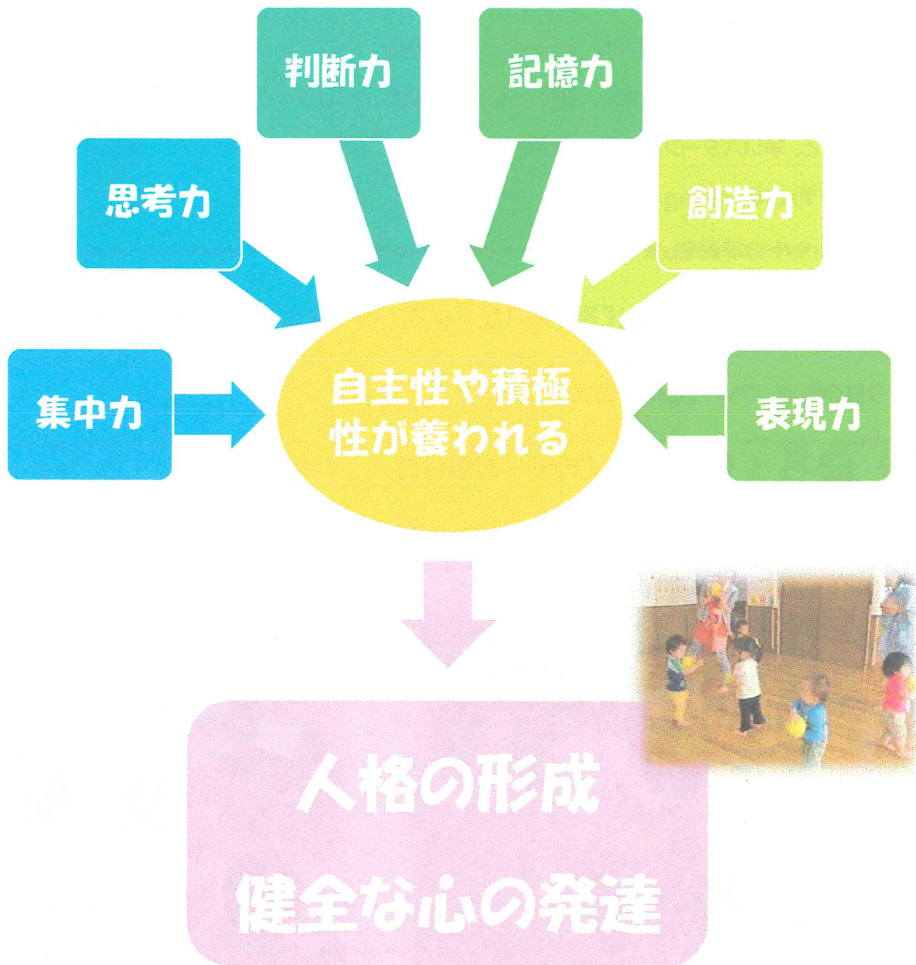 判断力
記憶力
思考力
創造力
集中力
表現力
自主性や積極
性が養われる
人格の形成
健全な心の発達